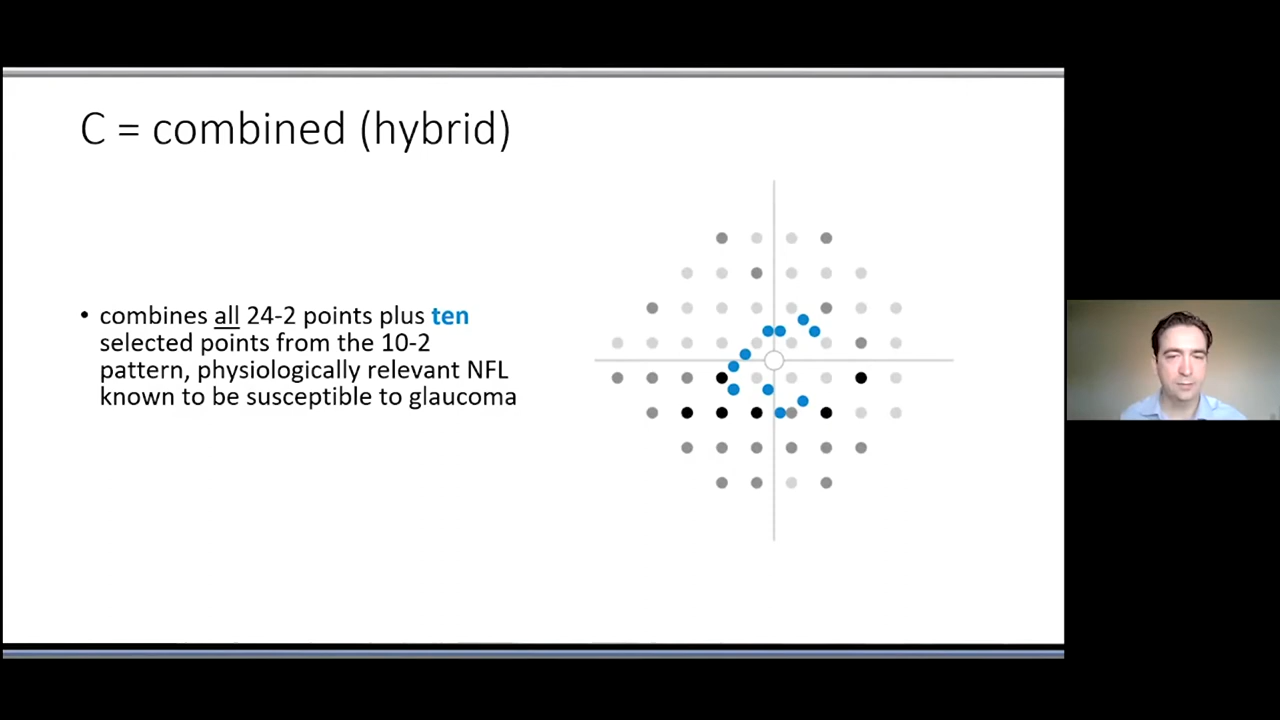 C = combined (hybrid)
• combines all 24-2 points plus ten
selected points from the 10-2
pattern, physiologically relevant NFL
known to be susceptible to glaucoma